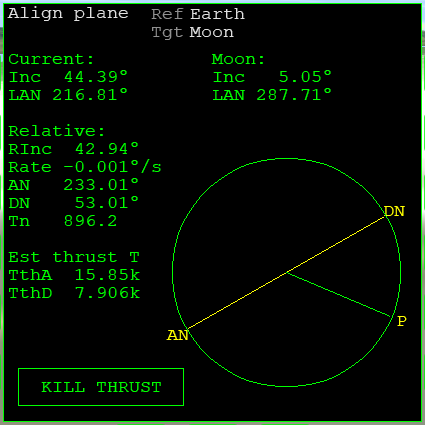 Align plane Ref Earth
Tgt Moon
Current: Moon:
Inc 44.39° Inc 5.05°
LAN 216.81° LAN 287.71°
Relative:
RInc 42.94°
Rate -0.001°/s
AN 233.01°
DN 53.01°
Tn 896.2
DN
Est thrust T
TthA 15.85k
TthD 7.906k
P
AN
KILL THRUST